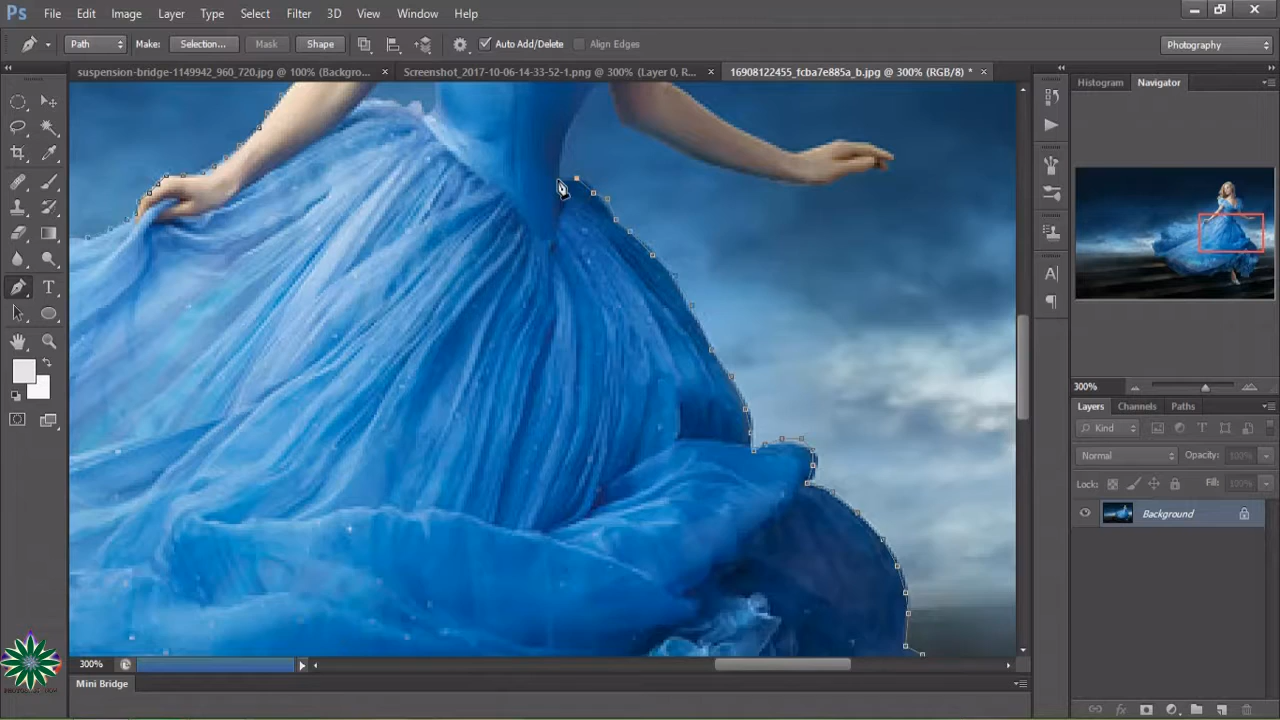 Ps File Edit Image Layer Type Select Filter 3D View Window Help
Path Make: Selection... Mask Shape Auto Add/Delete Align Edges Photography
suspension-bridge-1149942_960_720.jpg @ 100% (Backgro... × Screenshot_2017-10-06-14-33-52-1.png @ 300% (Layer 0, R... × 16908122455_fcba7e885a_b.jpg @ 300% (RGB/8) * ×
Histogram Navigator
300%
Layers Channels Paths
Kind
Normal Opacity: 100%
Lock: Fill: 100%
Background
300%
Mini Bridge